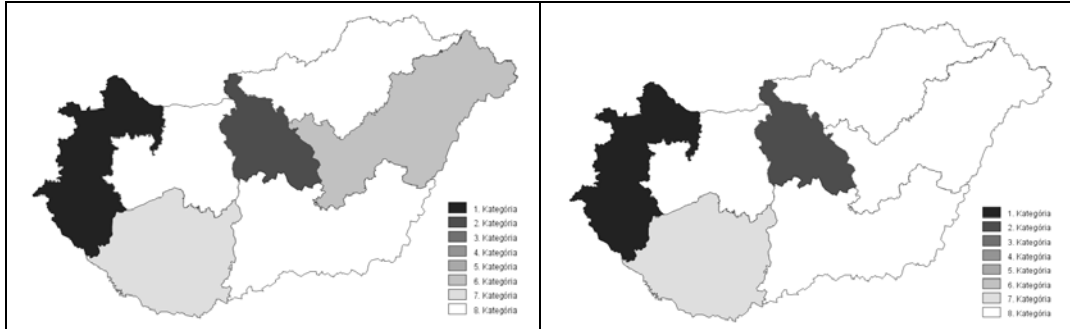 1. Kategória
2. Kategória
3. Kategória
4. Kategória
5. Kategória
6. Kategória
7. Kategória
8. Kategória
1. Kategória
2. Kategória
3. Kategória
4. Kategória
5. Kategória
6. Kategória
7. Kategória
8. Kategória